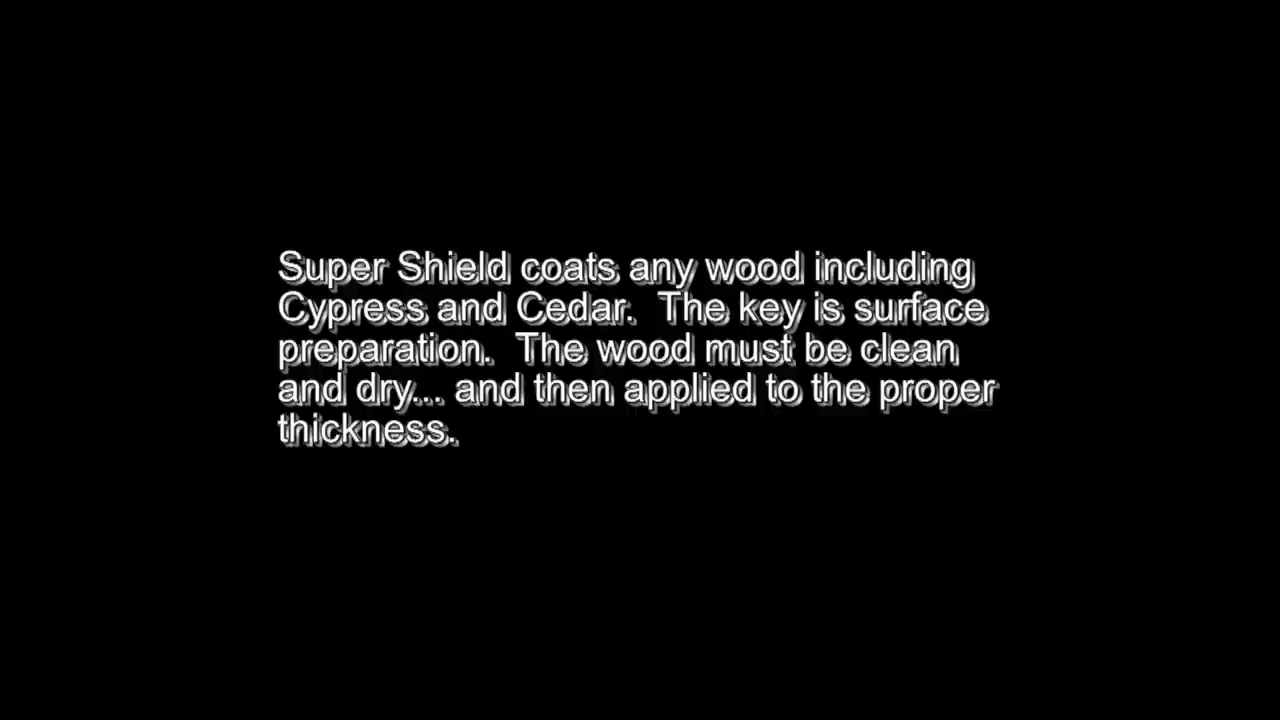 Super Shield coats any wood including
Cypress and Cedar.  The key is surface
preparation.  The wood must be clean
and dry... and then applied to the proper
thickness.